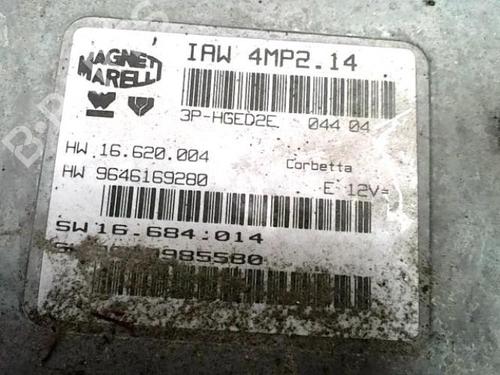 MAGNETI
MARELLI
IAW 4MP2.14
3P-HGED2E 044 04
HW 16.620.004 Corbetta
HW 9646169280 E 12V=
SW 16.684.014
985580